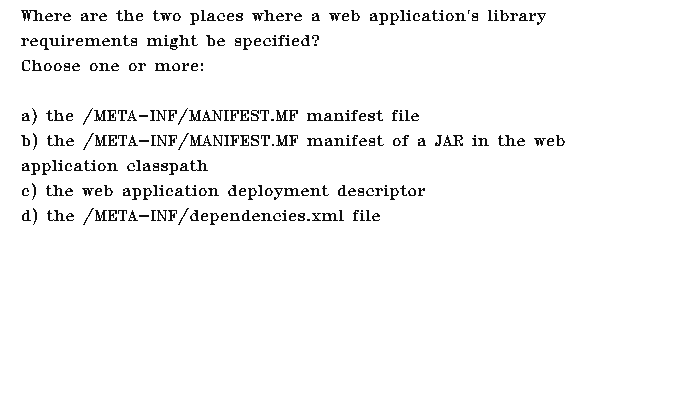 Where are the two places where a web application's library
requirements might be specified?
Choose one or more:
a) the /META-INF/MANIFEST.MF manifest file
b) the /META-INF/MANIFEST.MF manifest of a JAR in the web
application classpath
c) the web application deployment descriptor
d) the /META-INF/dependencies.xml file